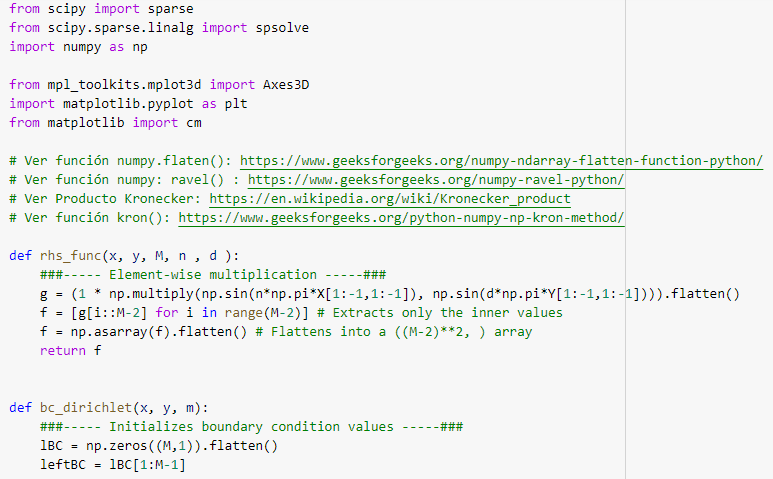 from scipy import sparse
from scipy.sparse.linalg import spsolve
import numpy as np
from mpl_toolkits.mplot3d import Axes3D
import matplotlib.pyplot as plt
from matplotlib import cm
# Ver función numpy.flaten(): https://www.geeksforgeeks.org/numpy-ndarray-flatten-function-python/
# Ver función numpy: ravel() : https://www.geeksforgeeks.org/numpy-ravel-python/
# Ver Producto Kronecker: https://en.wikipedia.org/wiki/Kronecker_product
# Ver función kron(): https://www.geeksforgeeks.org/python-numpy-np-kron-method/
def rhs_func(x, y, M, n , d ):
    ###----- Element-wise multiplication -----###
    g = (1 * np.multiply(np.sin(n*np.pi*X[1:-1,1:-1]), np.sin(d*np.pi*Y[1:-1,1:-1]))).flatten()
    f = [g[i::M-2] for i in range(M-2)] # Extracts only the inner values
    f = np.asarray(f).flatten() # Flattens into a ((M-2)**2, ) array
    return f
def bc_dirichlet(x, y, m):
    ###----- Initializes boundary condition values -----###
    lBC = np.zeros((M,1)).flatten()
    leftBC = lBC[1:M-1]